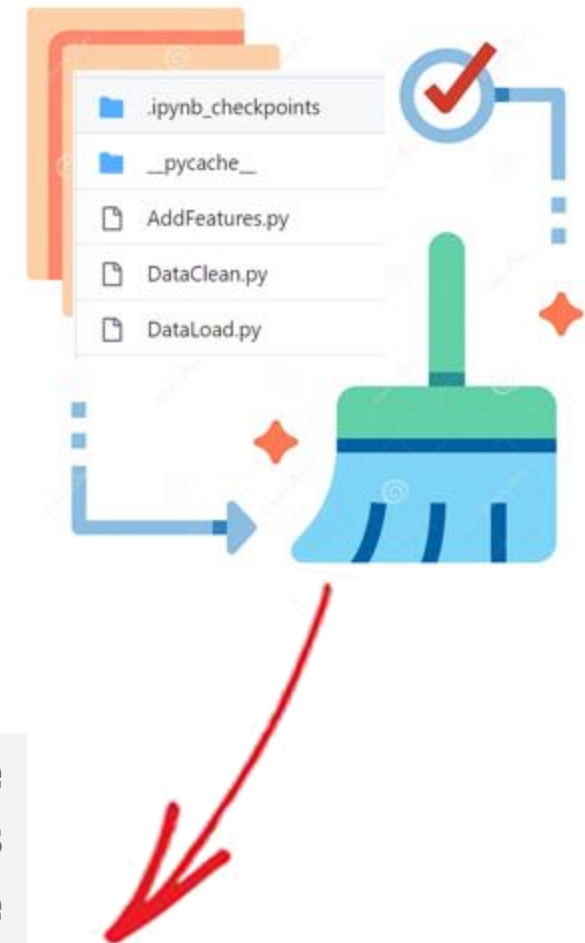 .ipynb_checkpoints
__pycache__
AddFeatures.py
DataClean.py
DataLoad.py